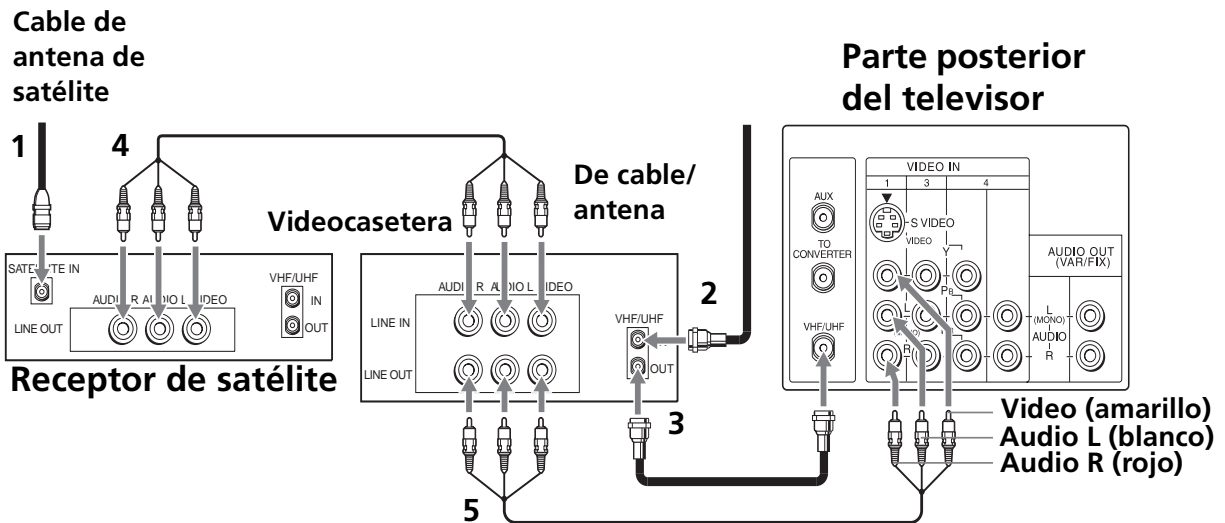 Cable de
antena de
satélite
Parte posterior
del televisor
1
4
De cable/
antena
Videocasetera
VIDEO IN
1
3
4
AUX
S VIDEO
VIDEO
TO
CONVERTER
Y
PB
AUDIO OUT
(VAR/FIX)
L
(MONO)
AUDIO
R
VHF/UHF
R
SATELLITE IN
VHF/UHF
IN
OUT
AUDIO R AUDIO L VIDEO
LINE OUT
Receptor de satélite
AUDIO R AUDIO L VIDEO
LINE IN
LINE OUT
VHF/UHF
OUT
2
3
5
Video (amarillo)
Audio L (blanco)
Audio R (rojo)